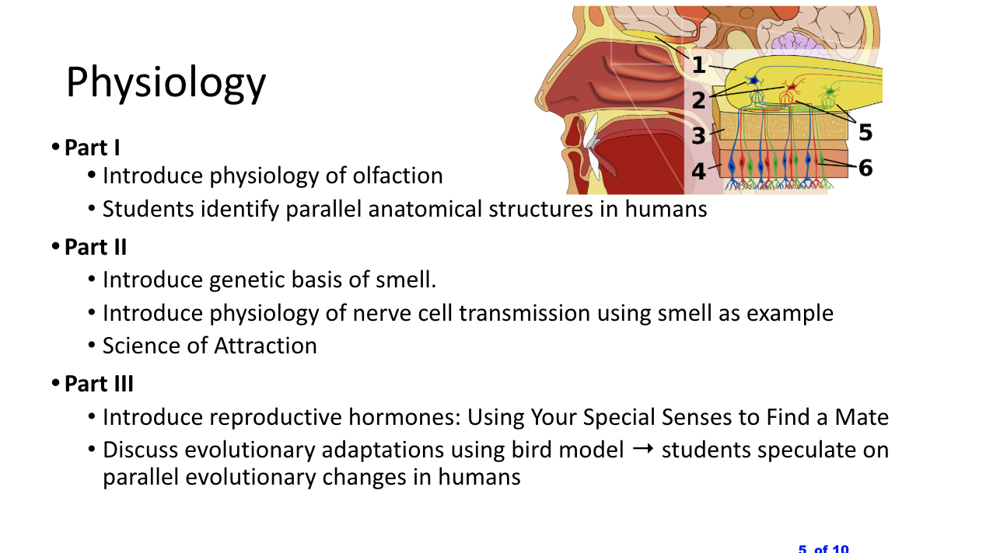 Physiology
1
2
3
4
5
6
• Part I
• Introduce physiology of olfaction
• Students identify parallel anatomical structures in humans
• Part II
• Introduce genetic basis of smell.
• Introduce physiology of nerve cell transmission using smell as example
• Science of Attraction
• Part III
• Introduce reproductive hormones: Using Your Special Senses to Find a Mate
• Discuss evolutionary adaptations using bird model → students speculate on
parallel evolutionary changes in humans
5 of 10